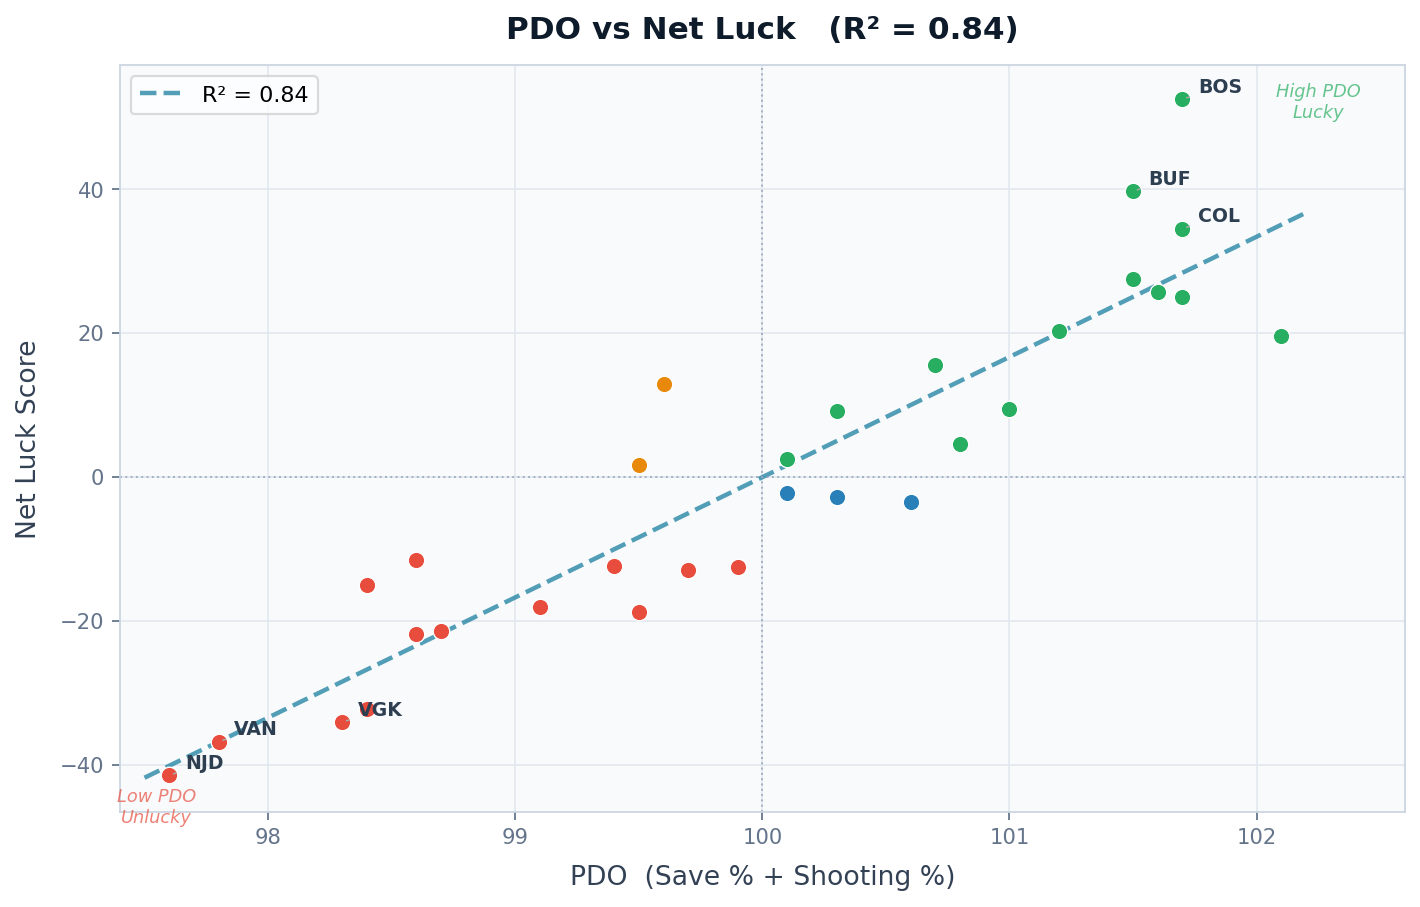 PDO vs Net Luck   (R² = 0.84)
R² = 0.84
BOS
High PDO
Lucky
BUF
COL
VGK
VAN
NJD
Low PDO
Unlucky
Net Luck Score
40
20
0
−20
−40
98
99
100
101
102
PDO  (Save % + Shooting %)